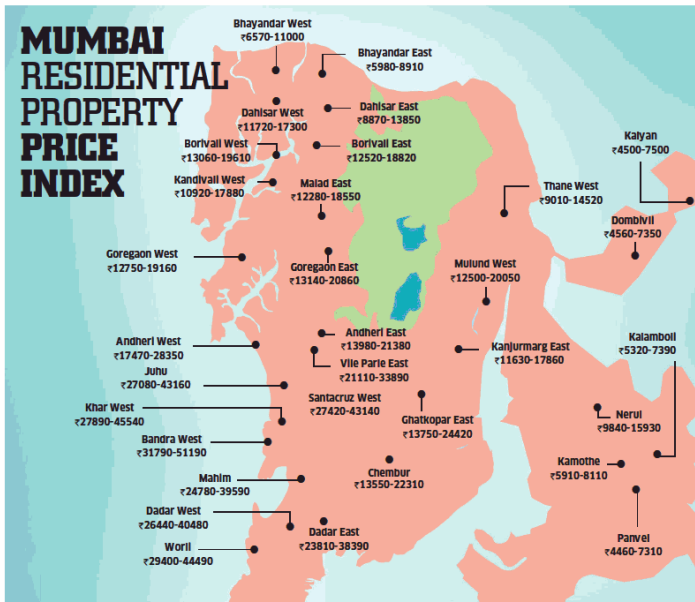 MUMBAI
RESIDENTIAL
PROPERTY
PRICE
INDEX
Bhayandar West
₹6570-11000
Bhayandar East
₹5980-8910
Dahisar West
₹11720-17300
Dahisar East
₹8870-13850
Borivali West
₹13060-19610
Borivali East
₹12520-18820
Kandivali West
₹10920-17880
Malad East
₹12280-18550
Thane West
₹9010-14520
Kalyan
₹4500-7500
Dombivli
₹4560-7350
Goregaon West
₹12750-19160
Goregaon East
₹13140-20860
Mulund West
₹12500-20050
Andheri West
₹17470-28350
Andheri East
₹13980-21380
Kanjurmarg East
₹11630-17860
Kalamboli
₹5320-7390
Juhu
₹27080-43160
Vile Parle East
₹21110-33890
Santacruz West
₹27420-43140
Khar West
₹27890-45540
Ghatkopar East
₹13750-24420
Nerul
₹9840-15930
Bandra West
₹31790-51190
Chembur
₹13550-22310
Kamothe
₹5910-8110
Mahim
₹24780-39590
Dadar West
₹26440-40480
Dadar East
₹23810-38390
Panvel
₹4460-7310
Worli
₹29400-44490